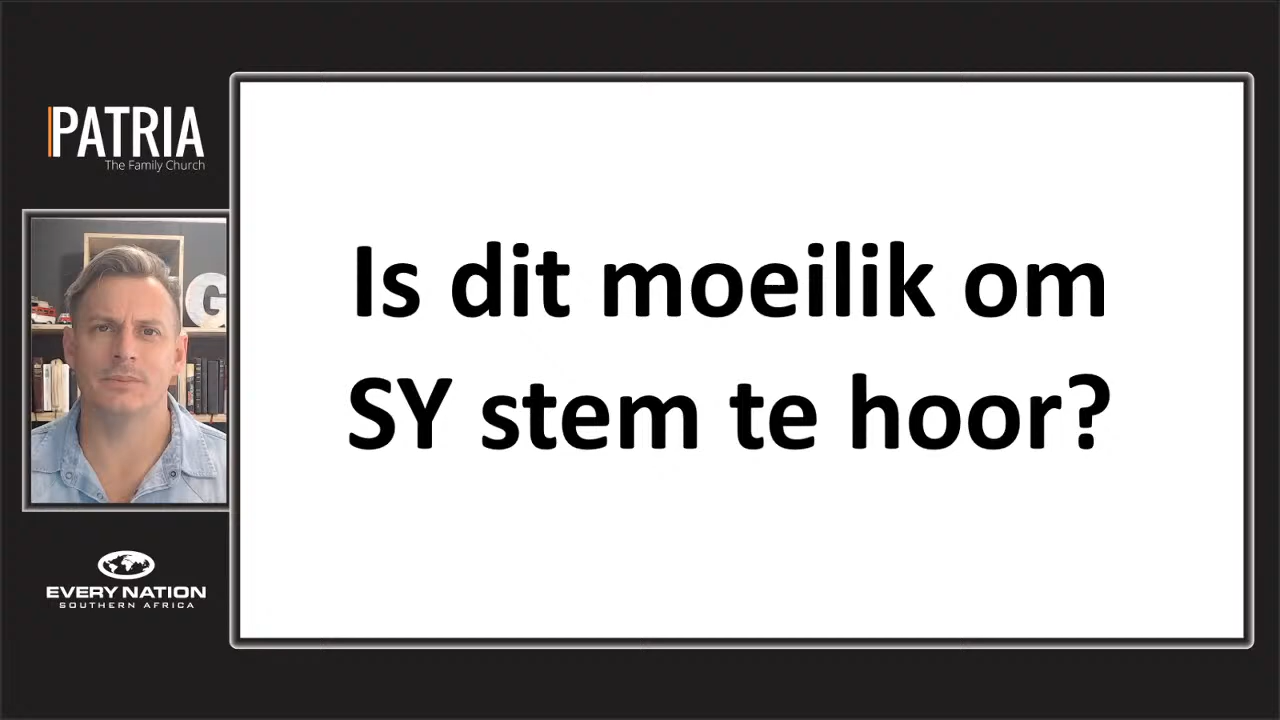 PATRIA
The Family Church
G
Is dit moeilik om
SY stem te hoor?
EVERY NATION
SOUTHERN AFRICA